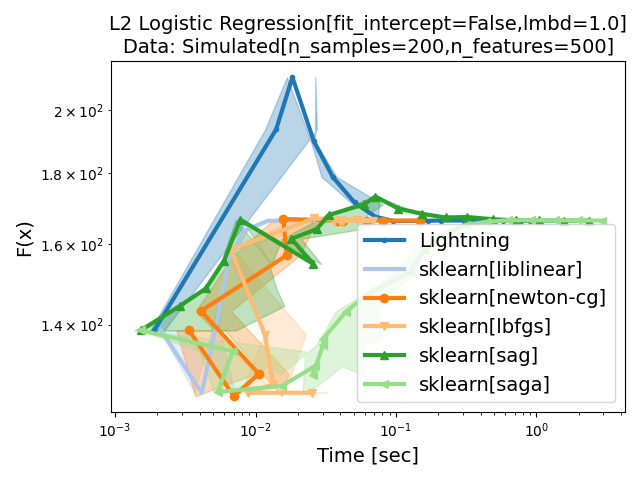 L2 Logistic Regression[fit_intercept=False,lmbd=1.0]
Data: Simulated[n_samples=200,n_features=500]
F(x)
2 × 10²
1.8 × 10²
1.6 × 10²
1.4 × 10²
Lightning
sklearn[liblinear]
sklearn[newton-cg]
sklearn[lbfgs]
sklearn[sag]
sklearn[saga]
10⁻³ 10⁻² 10⁻¹ 10⁰
Time [sec]